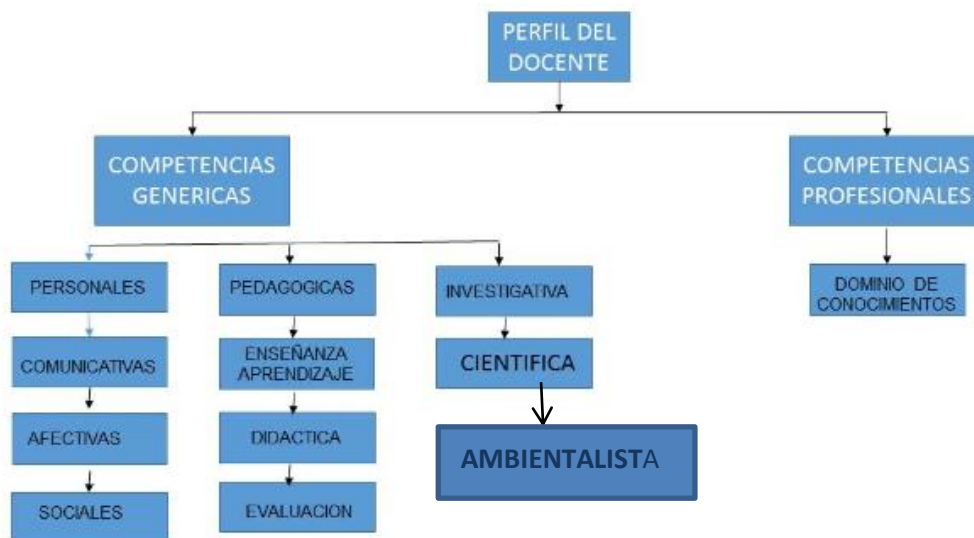 PERFIL DEL
DOCENTE
COMPETENCIAS
GENERICAS
COMPETENCIAS
PROFESIONALES
PERSONALES
PEDAGOGICAS
INVESTIGATIVA
DOMINIO DE
CONOCIMIENTOS
COMUNICATIVAS
ENSEÑANZA
APRENDIZAJE
CIENTIFICA
AFECTIVAS
DIDACTICA
AMBIENTALISTA
SOCIALES
EVALUACION